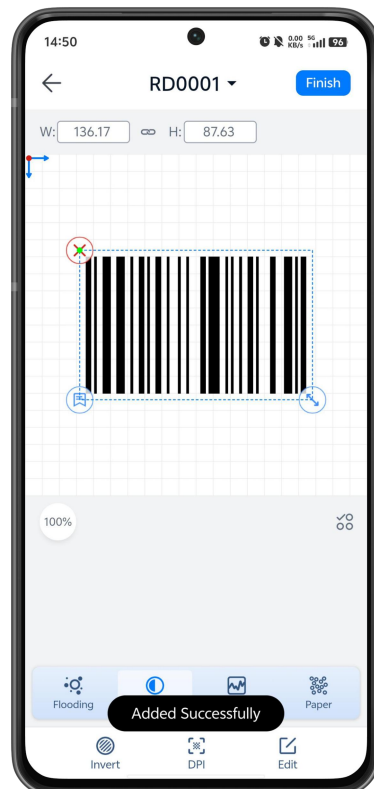 14:50
0.00 KB/s 5G 96
RD0001
Finish
W: 136.17 H: 87.63
100%
Flooding
Paper
Added Successfully
Invert DPI Edit